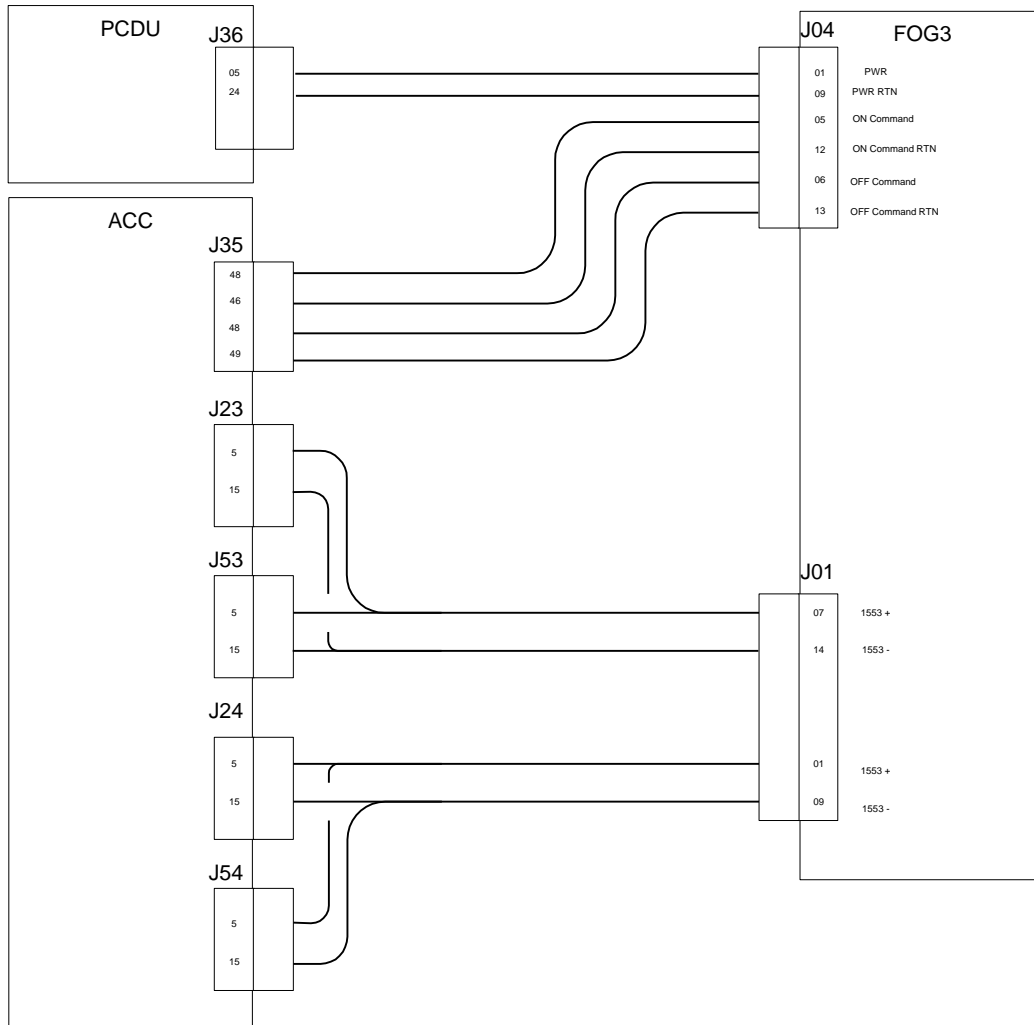 PCDU
J36
05
24
J04
FOG3
01 PWR
09 PWR RTN
05 ON Command
12 ON Command RTN
06 OFF Command
13 OFF Command RTN
ACC
J35
48
46
48
49
J23
5
15
J53
5
15
J01
07 1553 +
14 1553 -
01 1553 +
09 1553 -
J24
5
15
J54
5
15